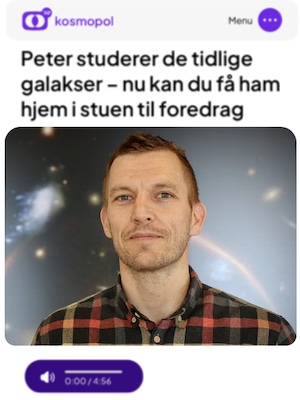 kosmopol
Menu
Peter studerer de tidlige
galakser – nu kan du få ham
hjem i stuen til foredrag
0:00 / 4:56